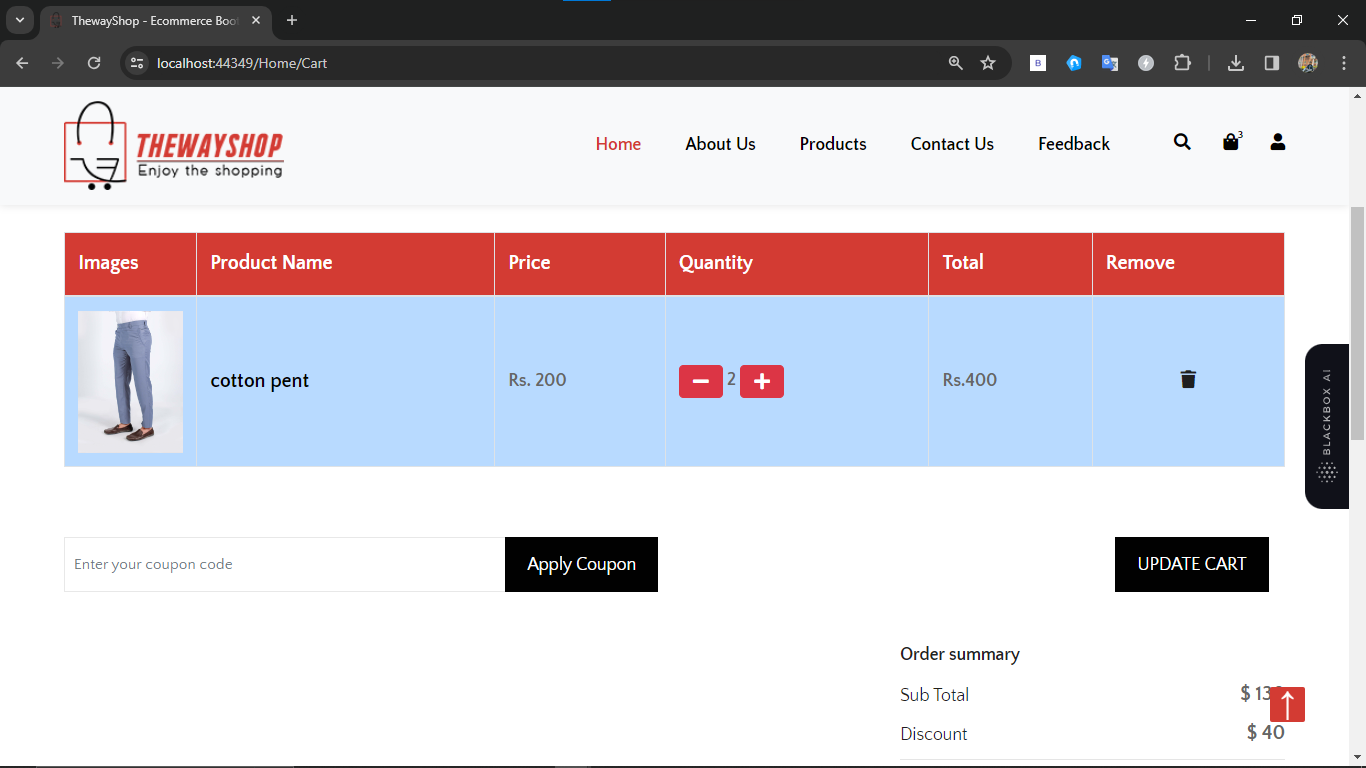 ThewayShop - Ecommerce Boot
localhost:44349/Home/Cart
THEWAYSHOP
Enjoy the shopping
Home About Us Products Contact Us Feedback 3
Images Product Name Price Quantity Total Remove
cotton pent Rs. 200 2 Rs.400
BLACKBOX AI
Enter your coupon code Apply Coupon UPDATE CART
Order summary
Sub Total $ 13
Discount $ 40